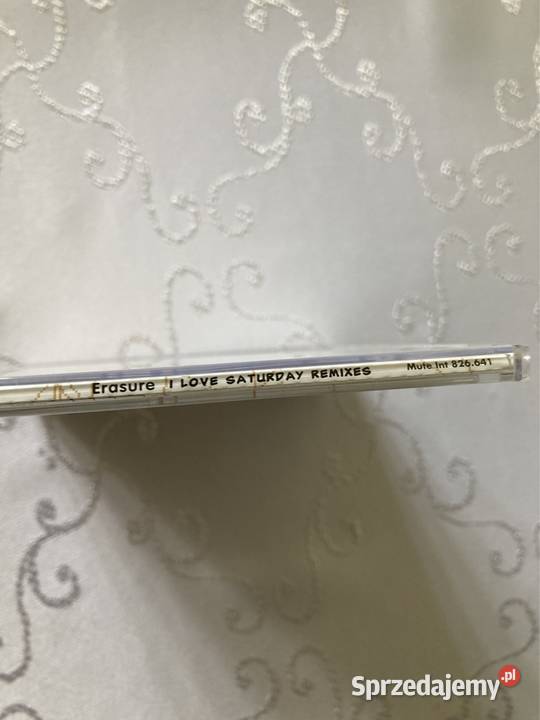 Erasure I LOVE SATURDAY REMIXES Mute.Int 826.641
Sprzedajemy.pl